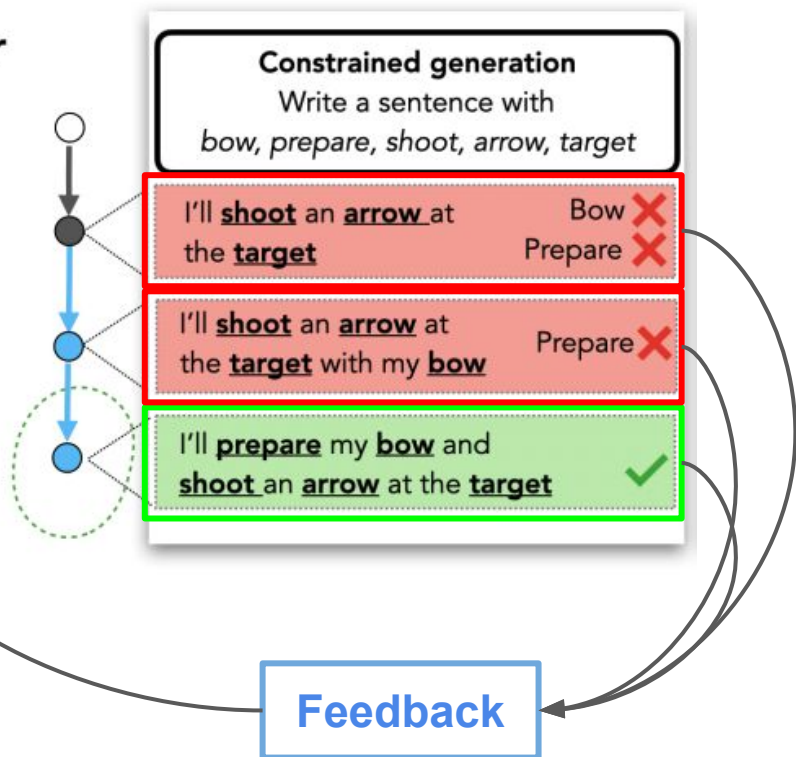 r
Constrained generation
Write a sentence with
bow, prepare, shoot, arrow, target
I'll shoot an arrow at
the target
Bow
Prepare
I'll shoot an arrow at
the target with my bow
Prepare
I'll prepare my bow and
shoot an arrow at the target
Feedback